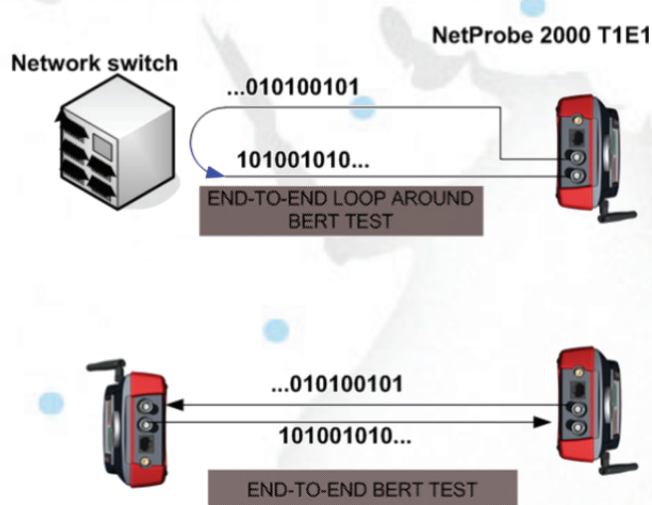 NetProbe 2000 T1E1
Network switch
...010100101
101001010...
END-TO-END LOOP AROUND
BERT TEST
...010100101
101001010...
END-TO-END BERT TEST